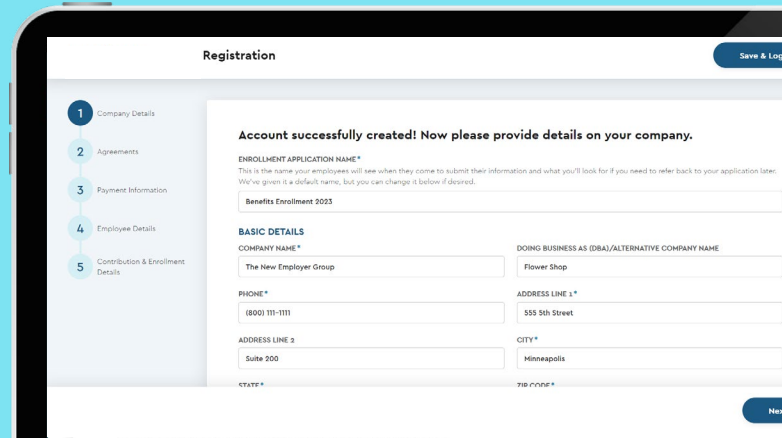 Registration
Save & Log
1 Company Details
2 Agreements
3 Payment Information
4 Employee Details
5 Contribution & Enrollment
Details
Account successfully created! Now please provide details on your company.
ENROLLMENT APPLICATION NAME*
This is the name your employees will see when they come to submit their information and what you'll look for if you need to refer back to your application later.
We've given it a default name, but you can change it below if desired.
Benefits Enrollment 2023
BASIC DETAILS
COMPANY NAME* DOING BUSINESS AS (DBA)/ALTERNATIVE COMPANY NAME
The New Employer Group Flower Shop
PHONE* ADDRESS LINE 1*
(800) 111-1111 555 5th Street
ADDRESS LINE 2 CITY*
Suite 200 Minneapolis
STATE* ZIP CODE*